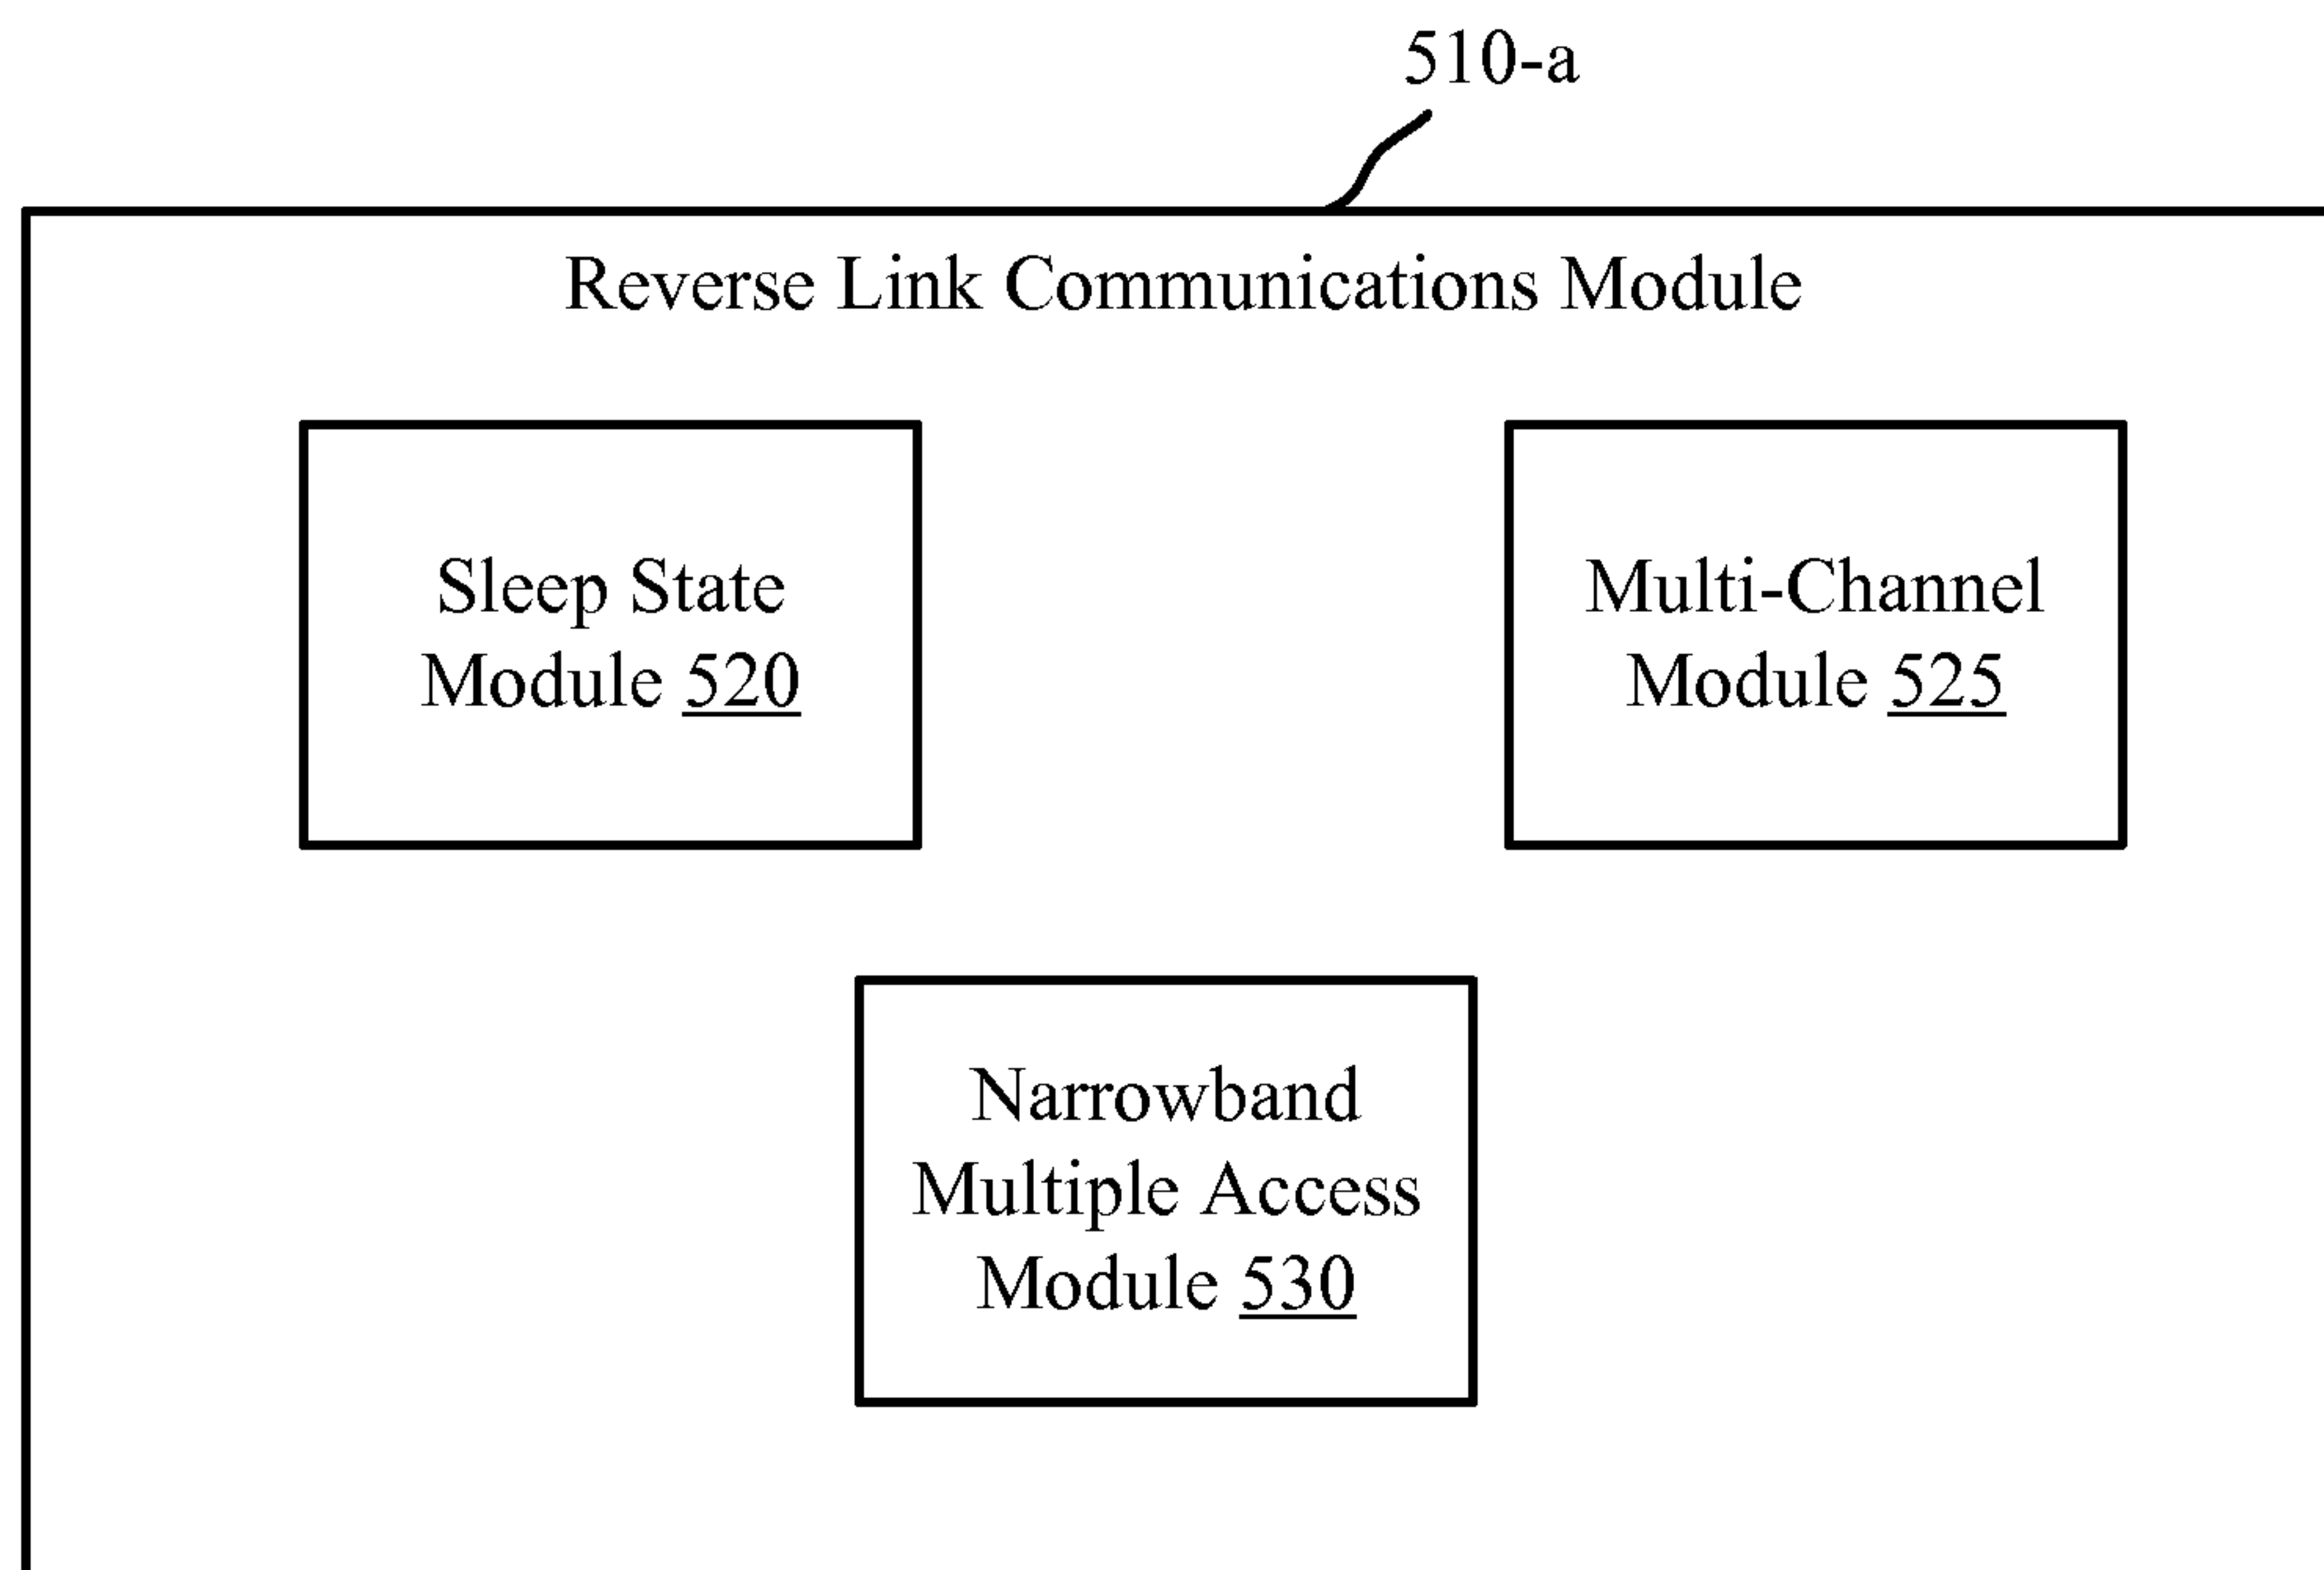 510-a
Reverse Link Communications Module
Sleep State
Module 520
Multi-Channel
Module 525
Narrowband
Multiple Access
Module 530